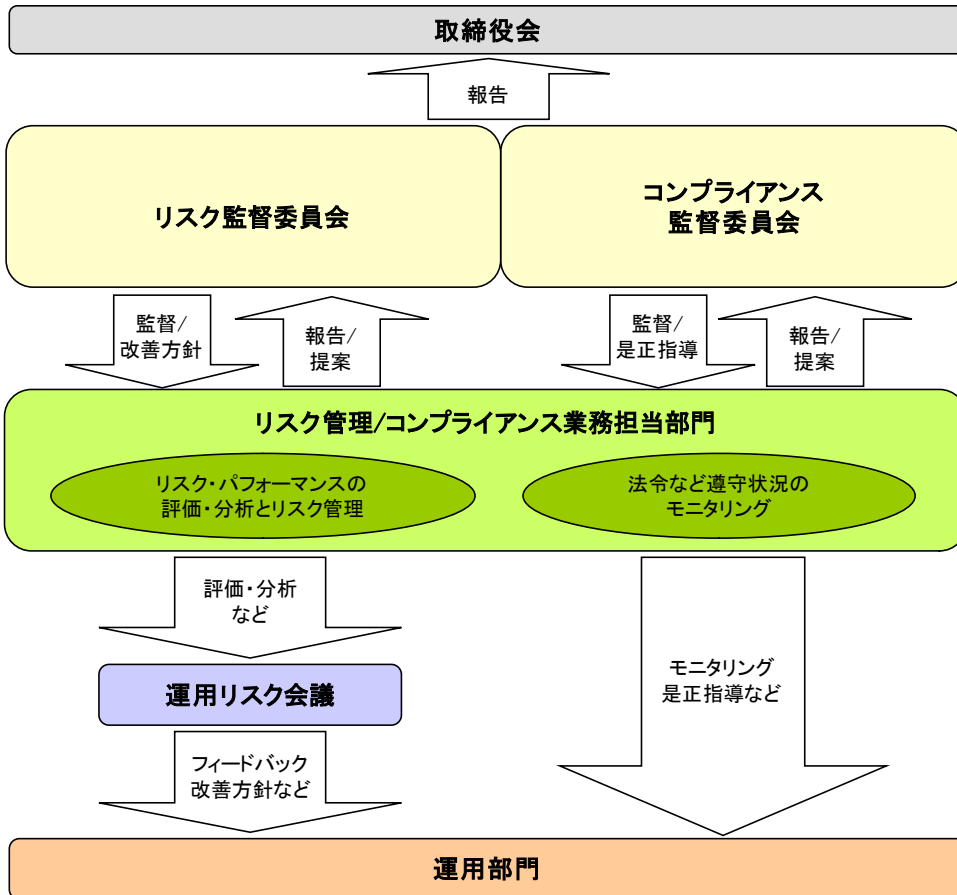 取締役会
報告
リスク監督委員会
コンプライアンス
監督委員会
監督/
改善方針
報告/
提案
監督/
是正指導
報告/
提案
リスク管理/コンプライアンス業務担当部門
リスク・パフォーマンスの
評価・分析とリスク管理
法令など遵守状況の
モニタリング
評価・分析
など
運用リスク会議
モニタリング
是正指導など
フィードバック
改善方針など
運用部門